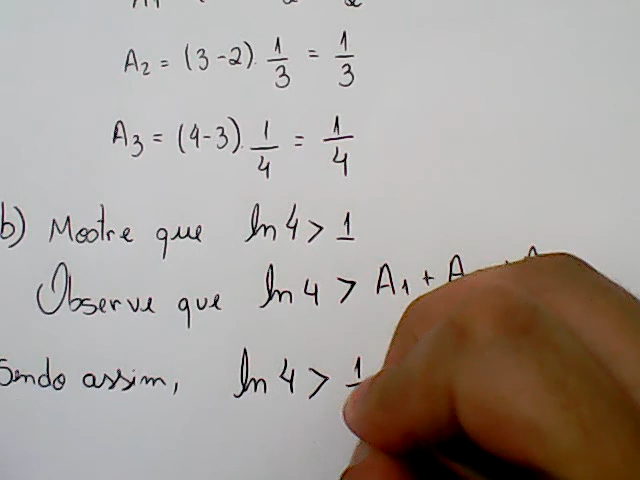 A₂ = (3-2). 1/3 = 1/3
A₃ = (4-3). 1/4 = 1/4
b) Mostre que ln 4 > 1
Observe que ln 4 > A₁ + A
Sendo assim, ln 4 > 1